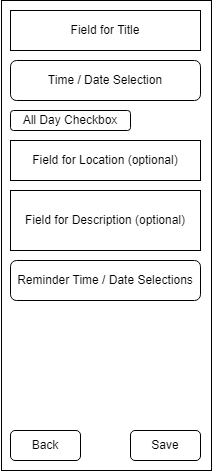 Field for Title
Time / Date Selection
All Day Checkbox
Field for Location (optional)
Field for Description (optional)
Reminder Time / Date Selections
Back
Save